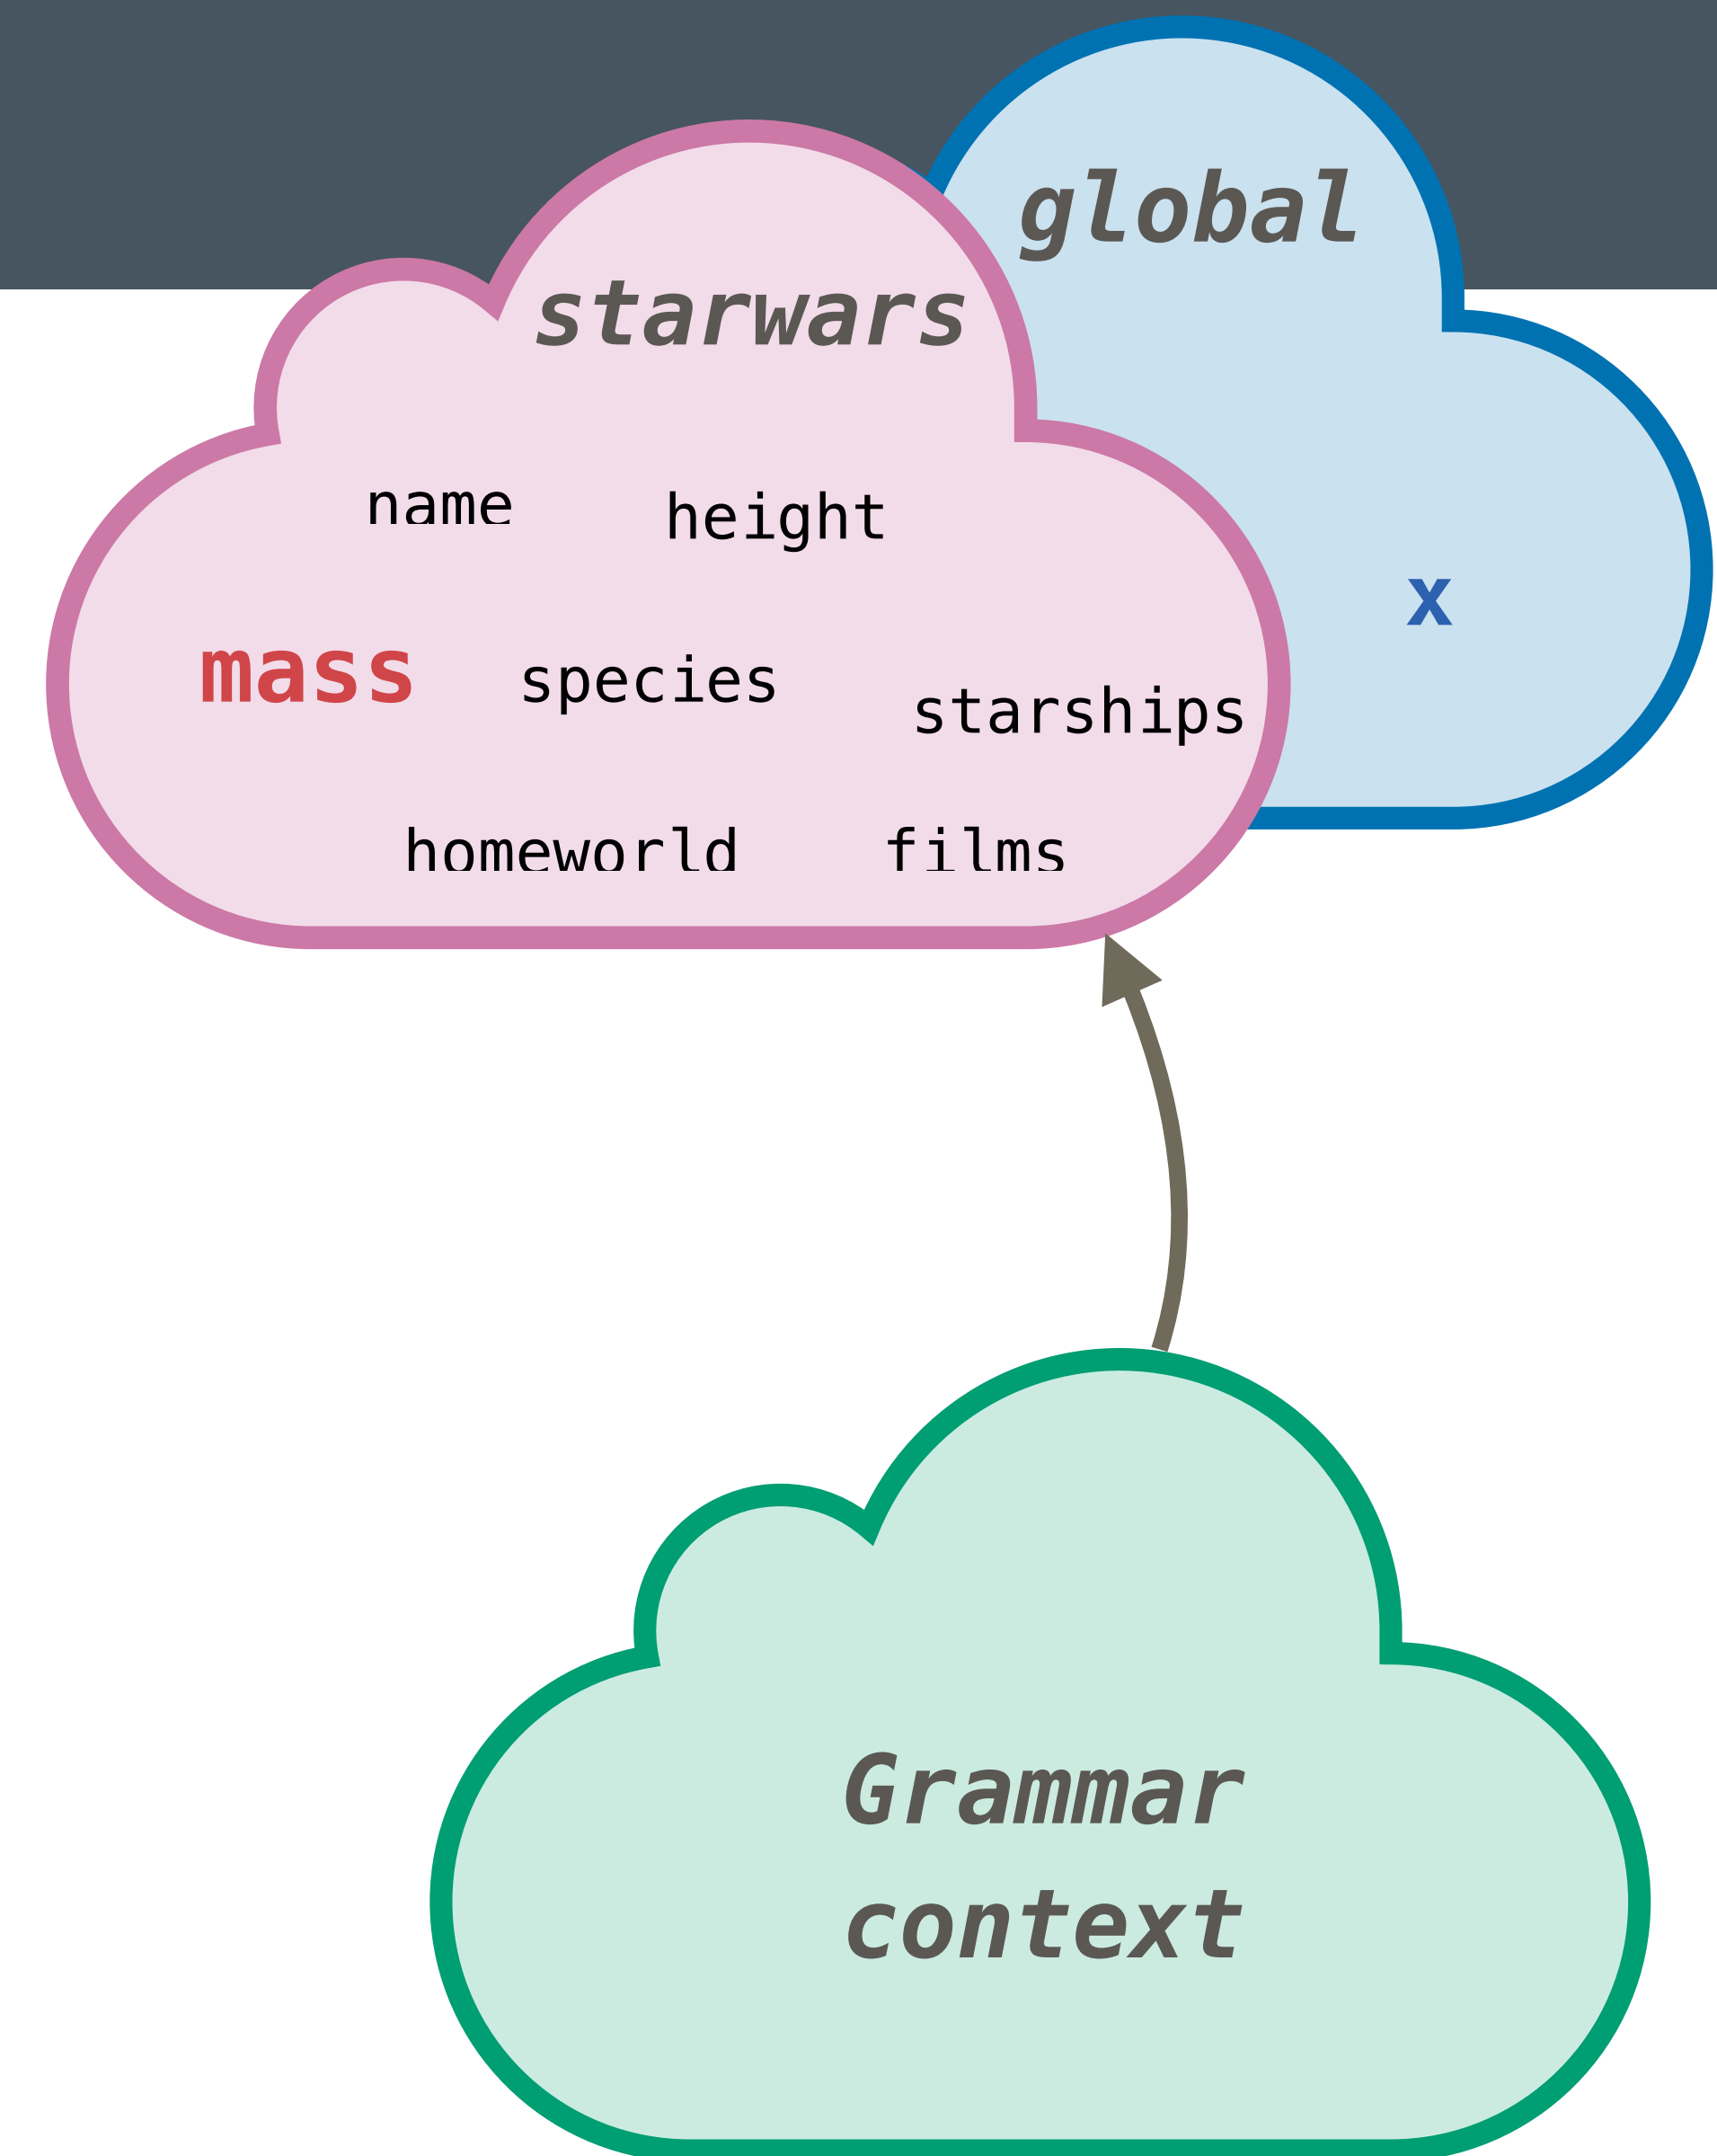 global
starwars
name
height
x
mass
species
starships
homeworld
films
Grammar
context